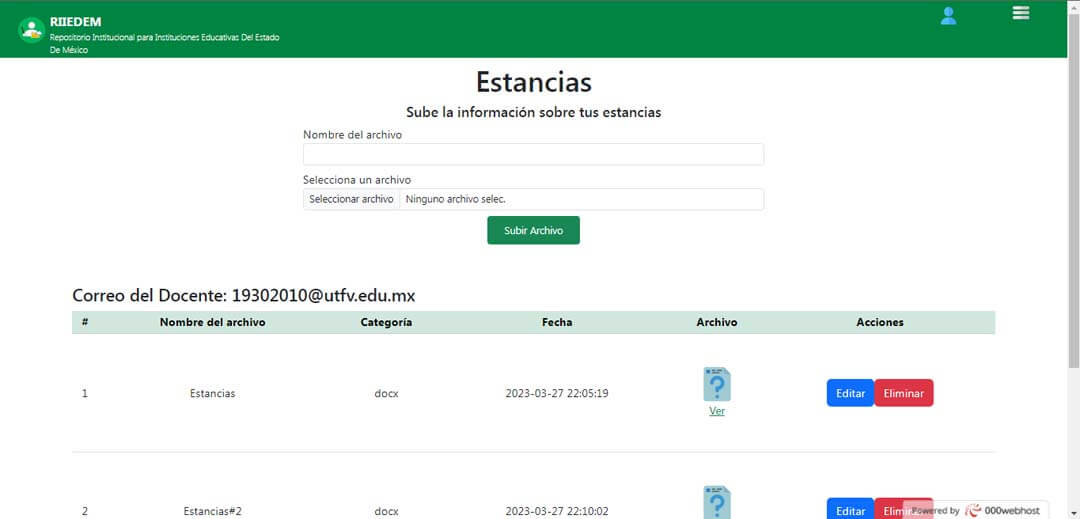 RIIEDEM
Repositorio Institucional para Instituciones Educativas Del Estado
De México
Estancias
Sube la información sobre tus estancias
Nombre del archivo
Selecciona un archivo
Seleccionar archivo Ninguno archivo selec.
Subir Archivo
Correo del Docente: 19302010@utfv.edu.mx
# Nombre del archivo Categoría Fecha Archivo Acciones
1 Estancias docx 2023-03-27 22:05:19 ? Ver Editar Eliminar
2 Estancias#2 docx 2023-03-27 22:10:02 ? Editar Eliminar
Powered by 000webhost